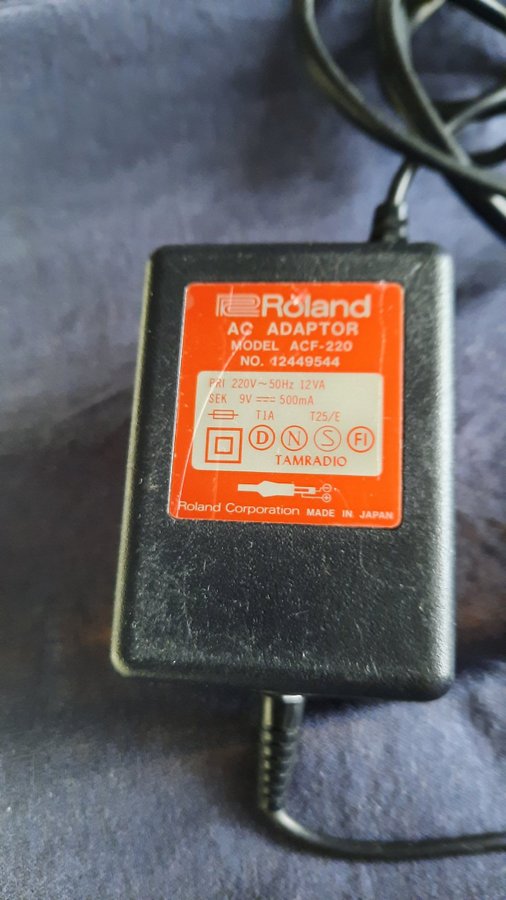 Roland
AC ADAPTOR
MODEL ACF-220
NO. 12449544
PRI 220V~50Hz 12VA
SEK 9V⎓500mA
T1A T25/E
D N S FI
TAMRADIO
Roland Corporation MADE IN JAPAN